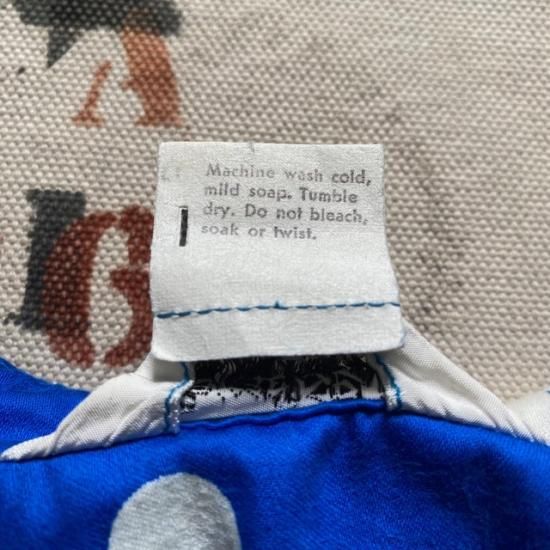 A
G
Machine wash cold,
mild soap. Tumble
dry. Do not bleach,
soak or twist.